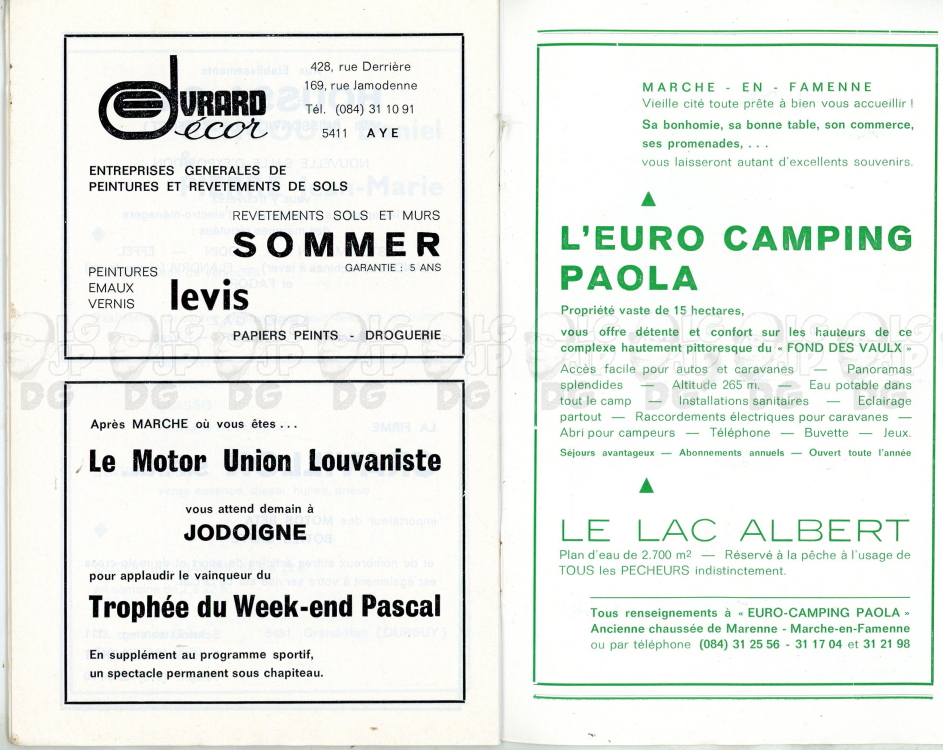 DURARD
décor
428, rue Derrière
169, rue Jamodenne
Tél. (084) 31 10 91
5411 AYE
ENTREPRISES GENERALES DE
PEINTURES ET REVETEMENTS DE SOLS
REVETEMENTS SOLS ET MURS
SOMMER
GARANTIE : 5 ANS
PEINTURES
EMAUX
VERNIS
levis
PAPIERS PEINTS - DROGUERIE
Après MARCHE où vous êtes . . .
Le Motor Union Louvaniste
vous attend demain à
JODOIGNE
pour applaudir le vainqueur du
Trophée du Week-end Pascal
En supplément au programme sportif,
un spectacle permanent sous chapiteau.
MARCHE - EN - FAMENNE
Vieille cité toute prête à bien vous accueillir !
Sa bonhomie, sa bonne table, son commerce,
ses promenades, . . .
vous laisseront autant d'excellents souvenirs.
L'EURO CAMPING
PAOLA
Propriété vaste de 15 hectares,
vous offre détente et confort sur les hauteurs de ce
complexe hautement pittoresque du « FOND DES VAULX »
Accès facile pour autos et caravanes — Panoramas
splendides — Altitude 265 m. — Eau potable dans
tout le camp — Installations sanitaires — Eclairage
partout — Raccordements électriques pour caravanes —
Abri pour campeurs — Téléphone — Buvette — Jeux.
Séjours avantageux — Abonnements annuels — Ouvert toute l'année
LE LAC ALBERT
Plan d'eau de 2.700 m2 — Réservé à la pêche à l'usage de
TOUS les PECHEURS indistinctement.
Tous renseignements à « EURO-CAMPING PAOLA »
Ancienne chaussée de Marenne - Marche-en-Famenne
ou par téléphone (084) 31 25 56 - 31 17 04 et 31 21 98